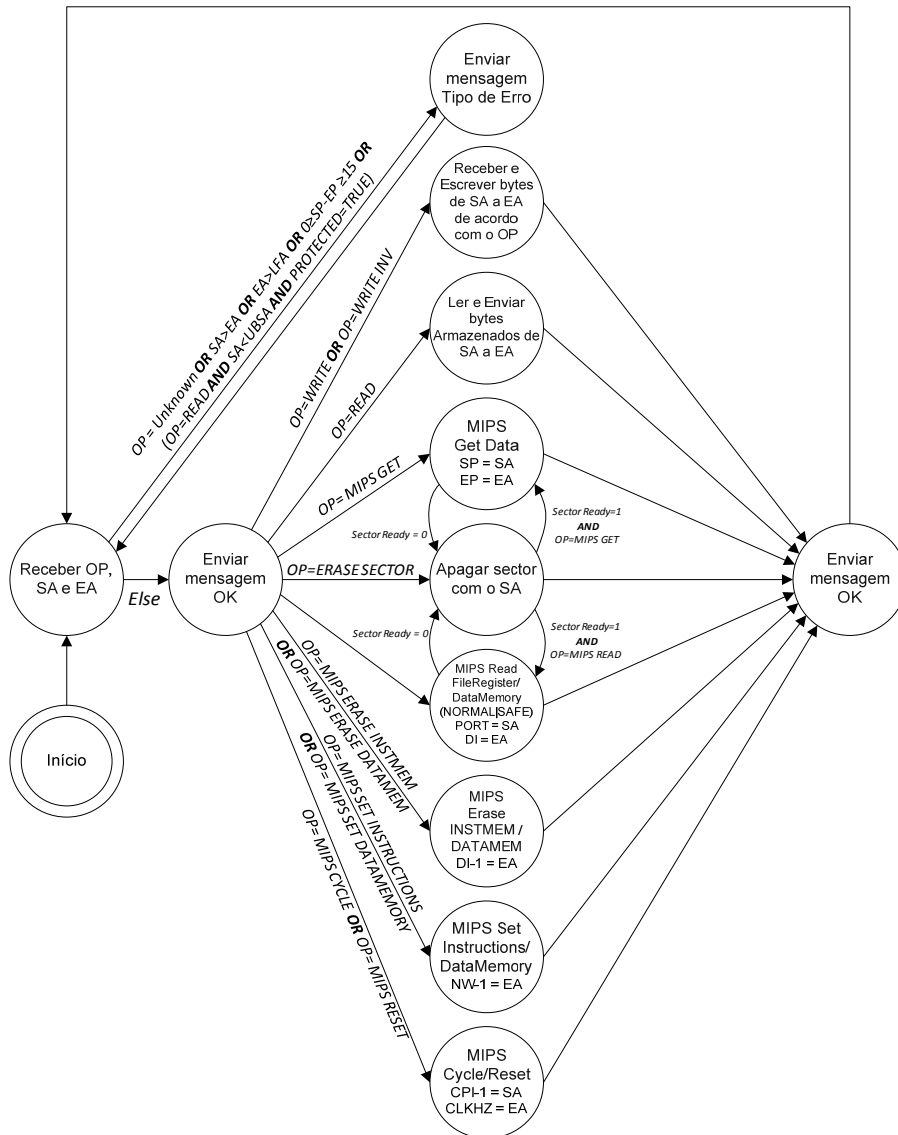 Enviar
mensagem
Tipo de Erro
OP = Unknown OR SA>EA OR EA>LFA OR 0≥SP-EP ≥15 OR
(OP=READ AND SA<UBSA AND PROTECTED=TRUE)
Receber e
Escrever bytes
de SA a EA
de acordo
com o OP
OP=WRITE OR OP=WRITE INV
Ler e Enviar
bytes
Armazenados de
SA a EA
OP=READ
MIPS
Get Data
SP = SA
EP = EA
OP= MIPS GET
Sector Ready = 0
Sector Ready=1
AND
OP=MIPS GET
Receber OP,
SA e EA
Else
Enviar
mensagem
OK
OP=ERASE SECTOR
Apagar sector
com o SA
Enviar
mensagem
OK
Sector Ready = 0
Sector Ready=1
AND
OP=MIPS READ
MIPS Read
FileRegister/
DataMemory
(NORMAL|SAFE)
PORT = SA
DI = EA
Início
OP= MIPS ERASE INSTMEM
OR OP=MIPS ERASE DATAMEM
MIPS
Erase
INSTMEM /
DATAMEM
DI-1 = EA
OP= MIPS SET INSTRUCTIONS
OR OP= MIPS SET DATAMEMORY
MIPS Set
Instructions/
DataMemory
NW-1 = EA
OP= MIPS CYCLE OR OP= MIPS RESET
MIPS
Cycle/Reset
CPI-1 = SA
CLKHZ = EA